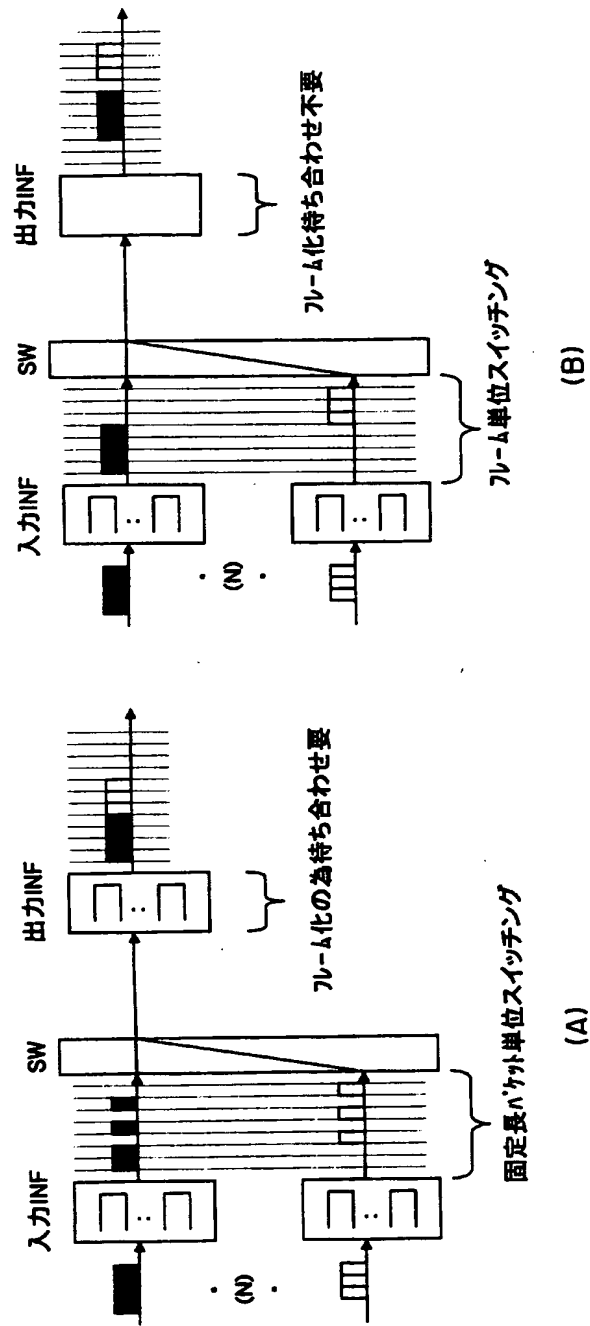 入力INF
SW
出力INF
(N)
固定長パケット単位スイッチング
フレーム化の為待ち合わせ要
(A)
入力INF
SW
出力INF
(N)
フレーム単位スイッチング
フレーム化待ち合わせ不要
(B)